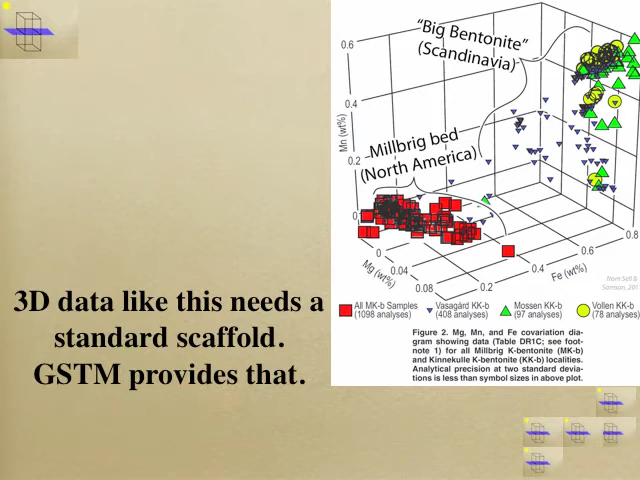 "Big Bentonite"
(Scandinavia)
Millbrig bed
(North America)
0.6
0.4
0.2
Mn (wt%)
0
0.04
0.08
Mg (wt%)
0.2
0.4
0.6
0.8
Fe (wt%)
from Sell &
Samson, 201
All MK-b Samples
(1098 analyses)
Vasagård KK-b
(408 analyses)
Mossen KK-b
(97 analyses)
Vollen KK-b
(78 analyses)
Figure 2. Mg, Mn, and Fe covariation dia-
gram showing data (Table DR1C; see foot-
note 1) for all Millbrig K-bentonite (MK-b)
and Kinnekulle K-bentonite (KK-b) localities.
Analytical precision at two standard devia-
tions is less than symbol sizes in above plot.
3D data like this needs a
standard scaffold.
GSTM provides that.